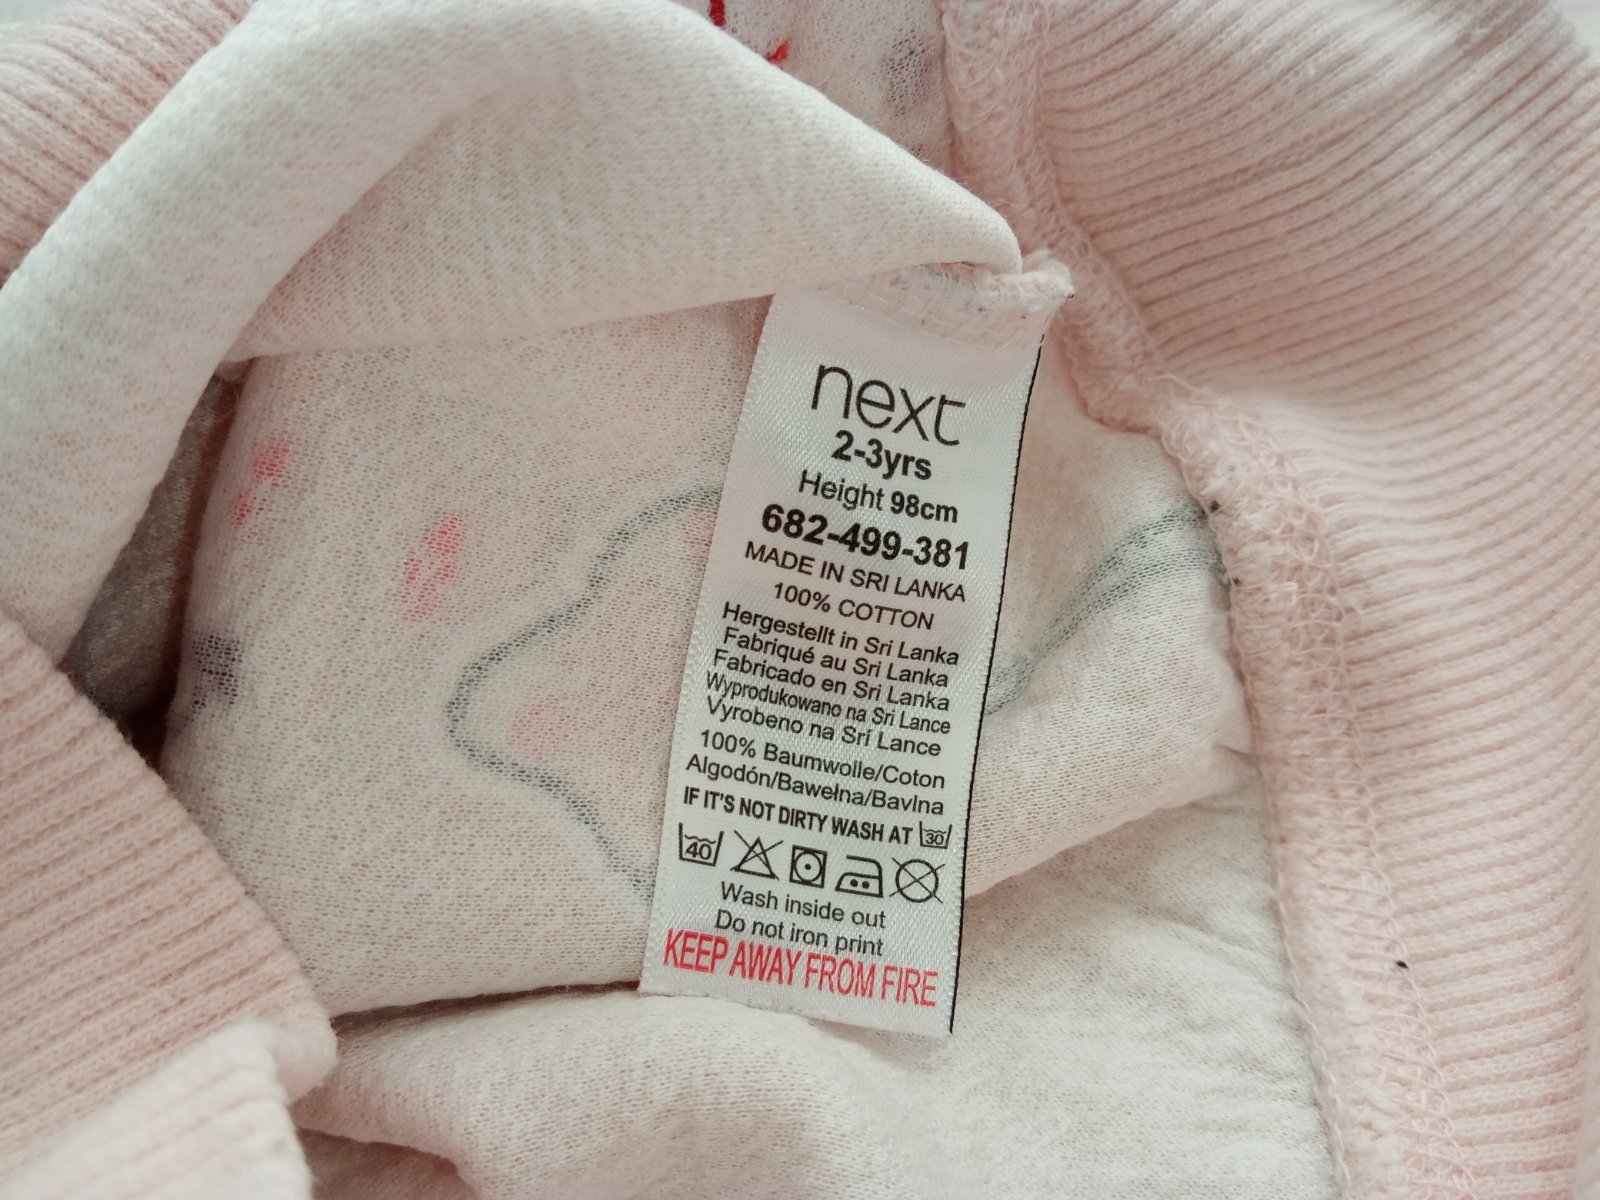 next
2-3yrs
Height 98cm
682-499-381
MADE IN SRI LANKA
100% COTTON
Hergestellt in Sri Lanka
Fabriqué au Sri Lanka
Fabricado en Sri Lanka
Wyprodukowano na Sri Lance
Vyrobeno na Srí Lance
100% Baumwolle/Coton
Algodón/Bawełna/Bavlna
IF IT'S NOT DIRTY WASH AT 30
40
Wash inside out
Do not iron print
KEEP AWAY FROM FIRE